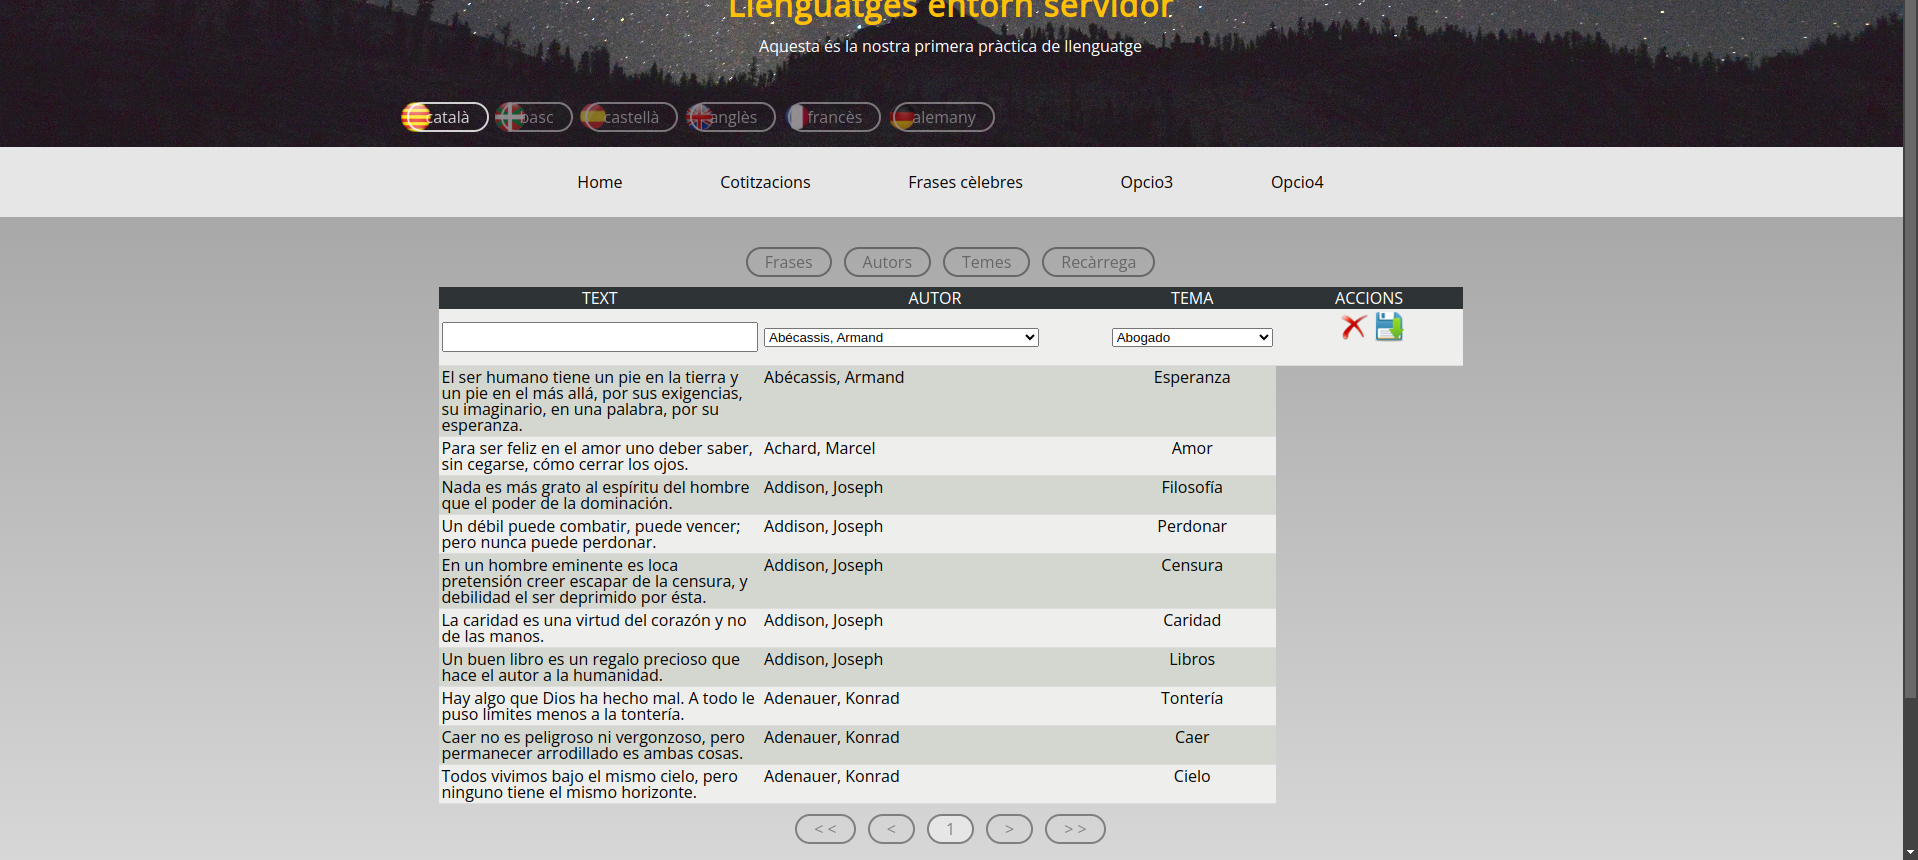 Llenguatges entorn servidor
Aquesta és la nostra primera pràctica de llenguatge
català basc castellà anglès francès alemany
Home Cotitzacions Frases cèlebres Opcio3 Opcio4
Frases Autors Temes Recàrrega
TEXT AUTOR TEMA ACCIONS
Abécassis, Armand Abogado
El ser humano tiene un pie en la tierra y Abécassis, Armand Esperanza
un pie en el más allá, por sus exigencias,
su imaginario, en una palabra, por su
esperanza.
Para ser feliz en el amor uno deber saber, Achard, Marcel Amor
sin cegarse, cómo cerrar los ojos.
Nada es más grato al espíritu del hombre Addison, Joseph Filosofía
que el poder de la dominación.
Un débil puede combatir, puede vencer; Addison, Joseph Perdonar
pero nunca puede perdonar.
En un hombre eminente es loca Addison, Joseph Censura
pretensión creer escapar de la censura, y
debilidad el ser deprimido por ésta.
La caridad es una virtud del corazón y no Addison, Joseph Caridad
de las manos.
Un buen libro es un regalo precioso que Addison, Joseph Libros
hace el autor a la humanidad.
Hay algo que Dios ha hecho mal. A todo le Adenauer, Konrad Tontería
puso límites menos a la tontería.
Caer no es peligroso ni vergonzoso, pero Adenauer, Konrad Caer
permanecer arrodillado es ambas cosas.
Todos vivimos bajo el mismo cielo, pero Adenauer, Konrad Cielo
ninguno tiene el mismo horizonte.
< < < 1 > > >